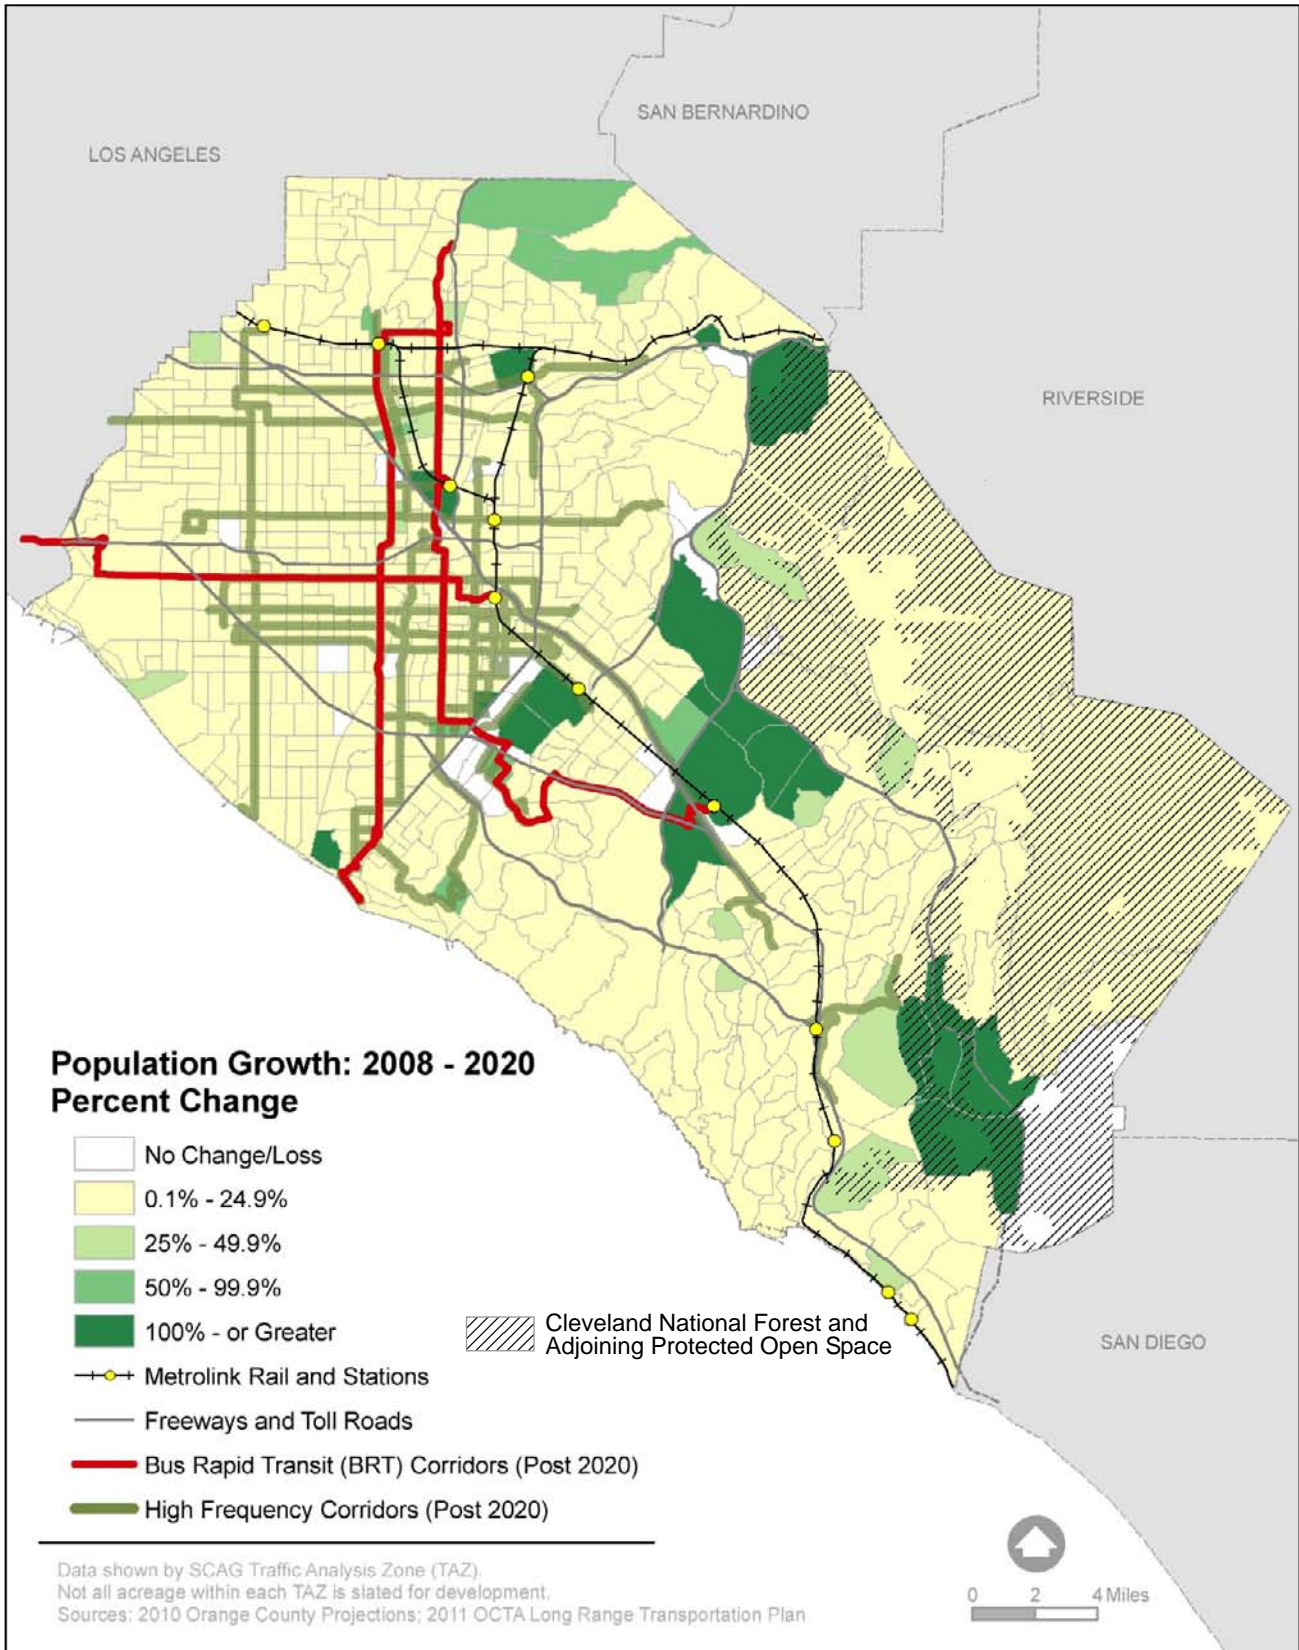 SAN BERNARDINO
LOS ANGELES
RIVERSIDE
Population Growth: 2008 - 2020
Percent Change
No Change/Loss
0.1% - 24.9%
25% - 49.9%
50% - 99.9%
100% - or Greater
Metrolink Rail and Stations
Freeways and Toll Roads
Bus Rapid Transit (BRT) Corridors (Post 2020)
High Frequency Corridors (Post 2020)
Cleveland National Forest and
Adjoining Protected Open Space
SAN DIEGO
Data shown by SCAG Traffic Analysis Zone (TAZ).
Not all acreage within each TAZ is slated for development.
Sources: 2010 Orange County Projections; 2011 OCTA Long Range Transportation Plan
0 2 4 Miles